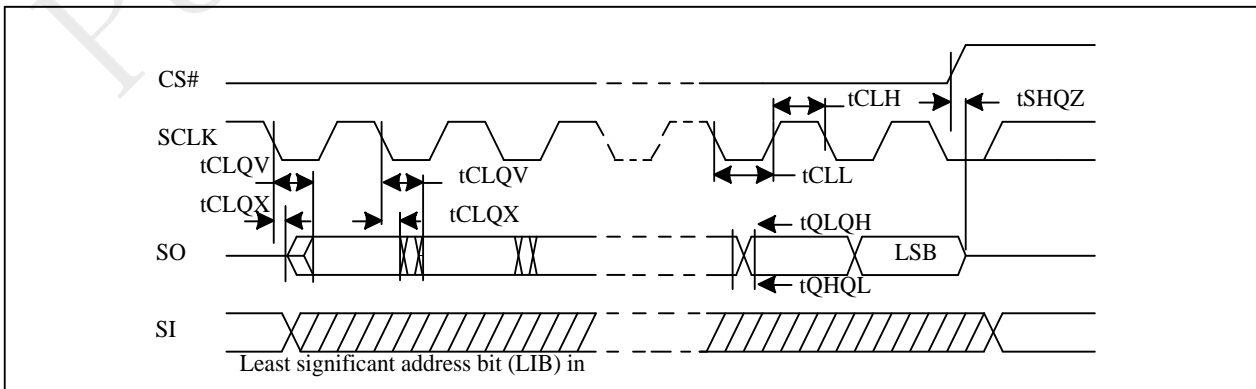 CS#
tCLH
tSHQZ
SCLK
tCLQV
tCLQV
tCLL
tCLQX
tCLQX
tQLQH
SO
LSB
tQHQL
SI
Least significant address bit (LIB) in